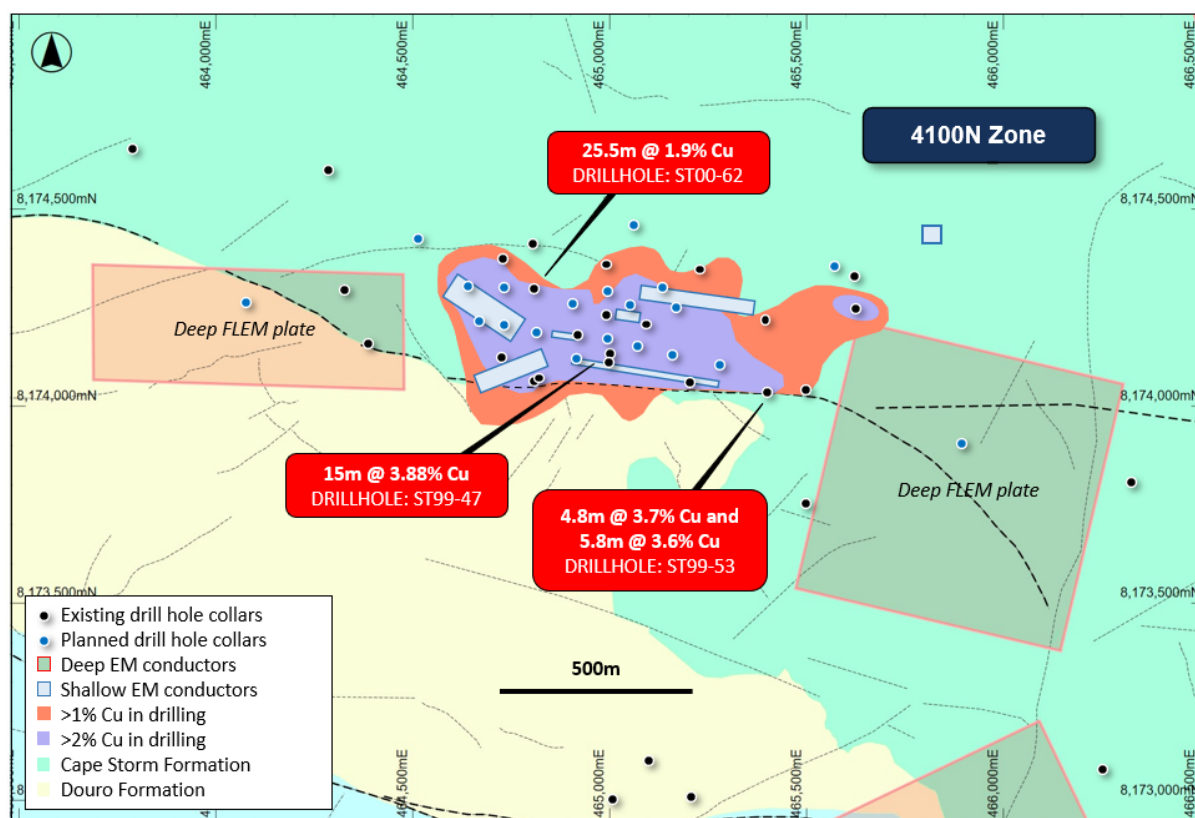 464,000mE
464,500mE
465,000mE
465,500mE
466,000mE
466,500mE
4100N Zone
25.5m @ 1.9% Cu
DRILLHOLE: ST00-62
8,174,500mN
8,174,500mN
Deep FLEM plate
8,174,000mN
8,174,000mN
15m @ 3.88% Cu
DRILLHOLE: ST99-47
4.8m @ 3.7% Cu and
5.8m @ 3.6% Cu
DRILLHOLE: ST99-53
Deep FLEM plate
8,173,500mN
8,173,500mN
Existing drill hole collars
Planned drill hole collars
Deep EM conductors
Shallow EM conductors
>1% Cu in drilling
>2% Cu in drilling
Cape Storm Formation
Douro Formation
500m
8,173,000mN
464,500mE
465,000mE
465,500mE
466,000mE